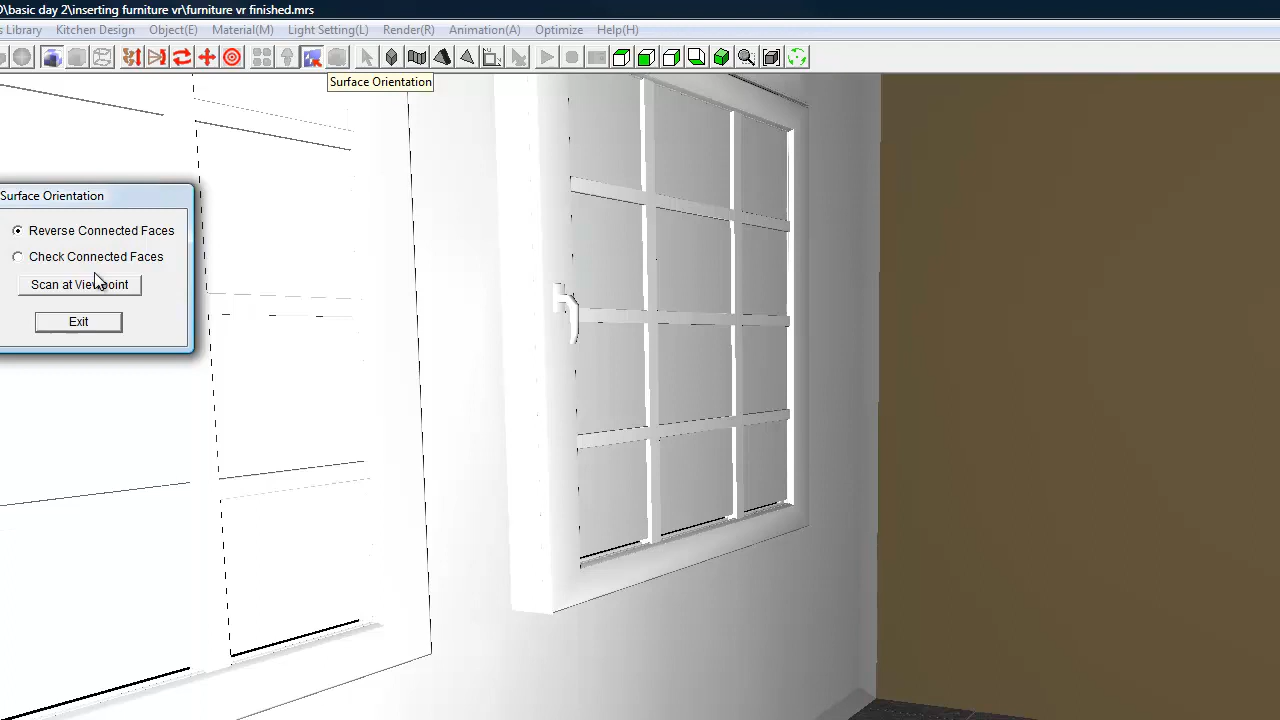 \basic day 2\inserting furniture vr\furniture vr finished.mrs
Library Kitchen Design Object(E) Material(M) Light Setting(L) Render(R) Animation(A) Optimize Help(H)
Surface Orientation
Surface Orientation
Reverse Connected Faces
Check Connected Faces
Scan at Viewpoint
Exit